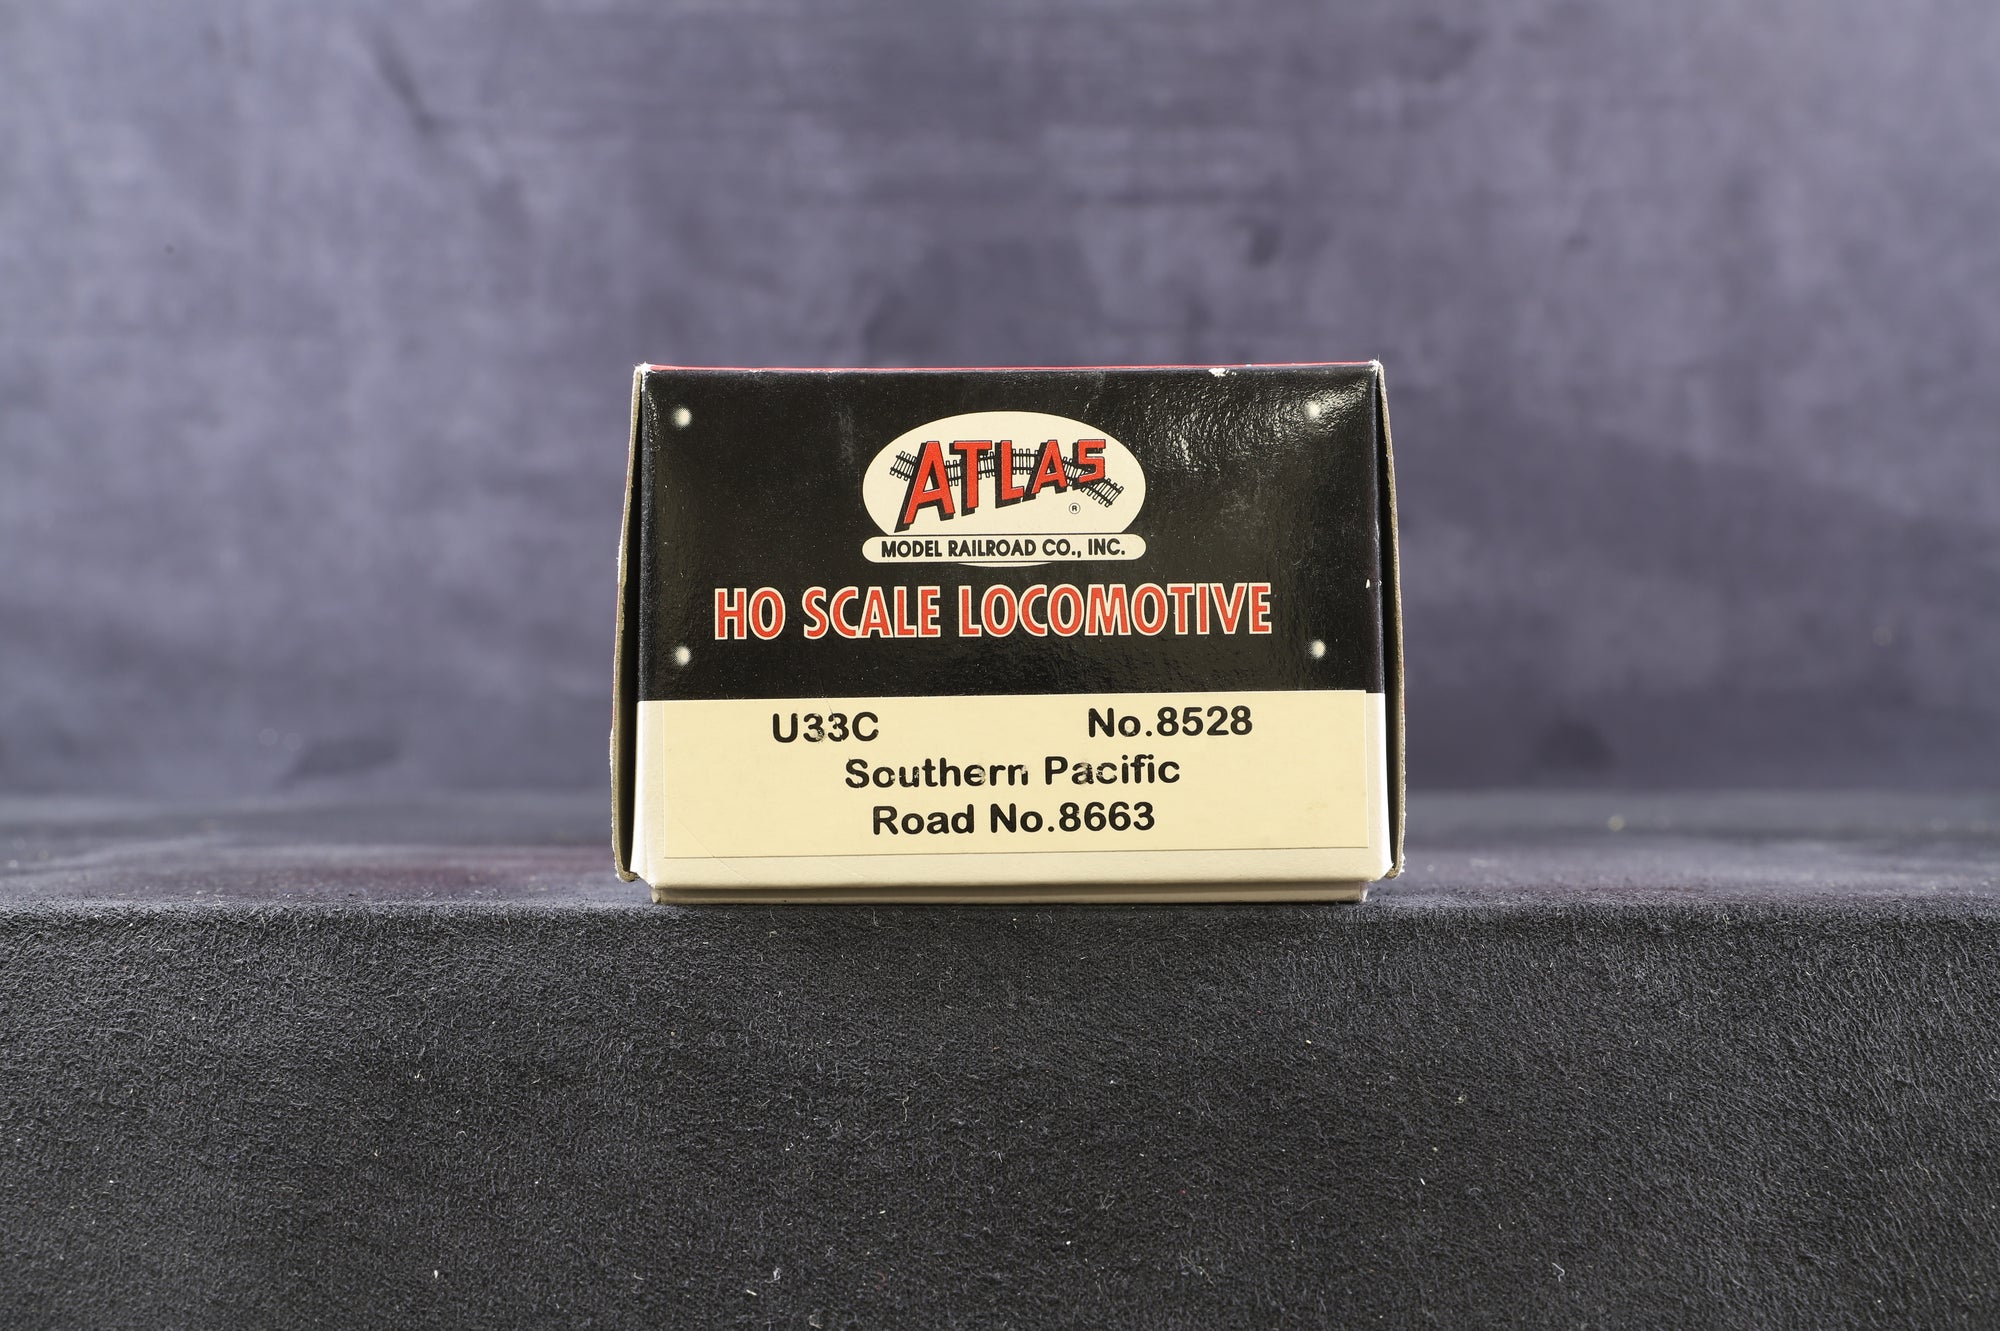 ATLAS
®
MODEL RAILROAD CO., INC.
HO SCALE LOCOMOTIVE
U33C No.8528
Southern Pacific
Road No.8663